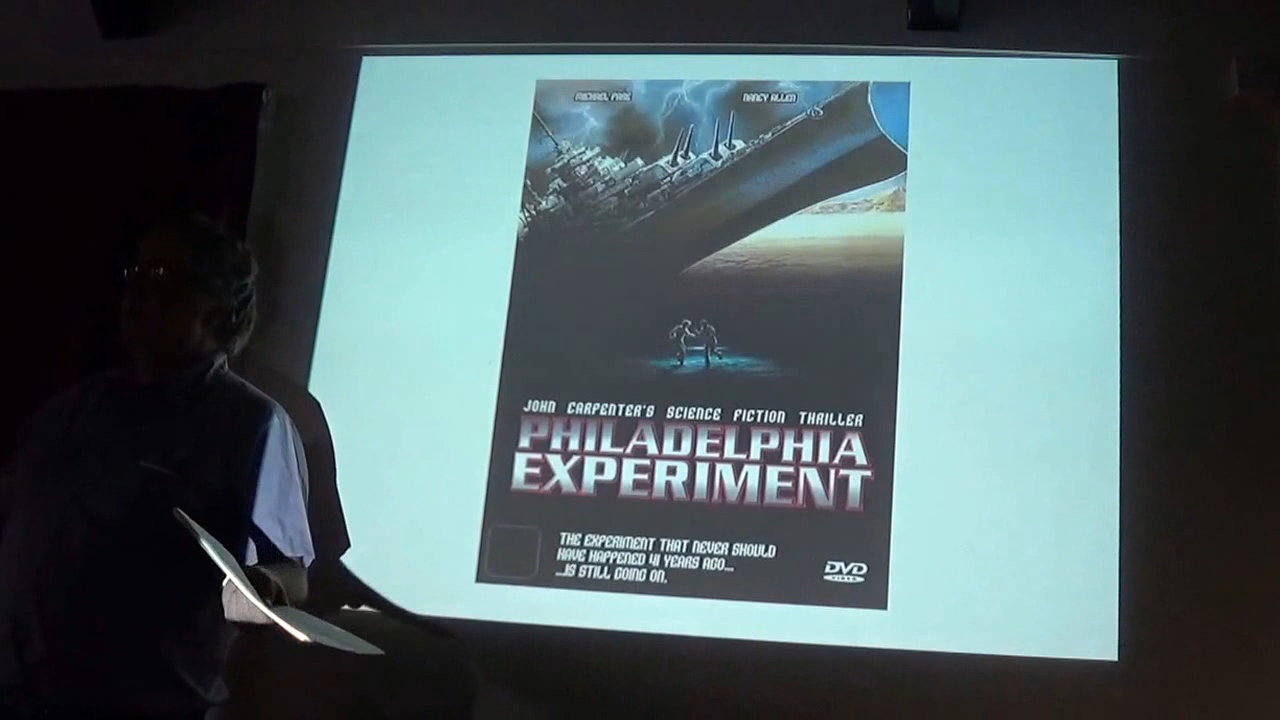 MICHAEL PARÉ NANCY ALLEN
JOHN CARPENTER'S SCIENCE FICTION THRILLER
PHILADELPHIA
EXPERIMENT
THE EXPERIMENT THAT NEVER SHOULD
HAVE HAPPENED 41 YEARS AGO...
...IS STILL GOING ON.
DVD
VIDEO